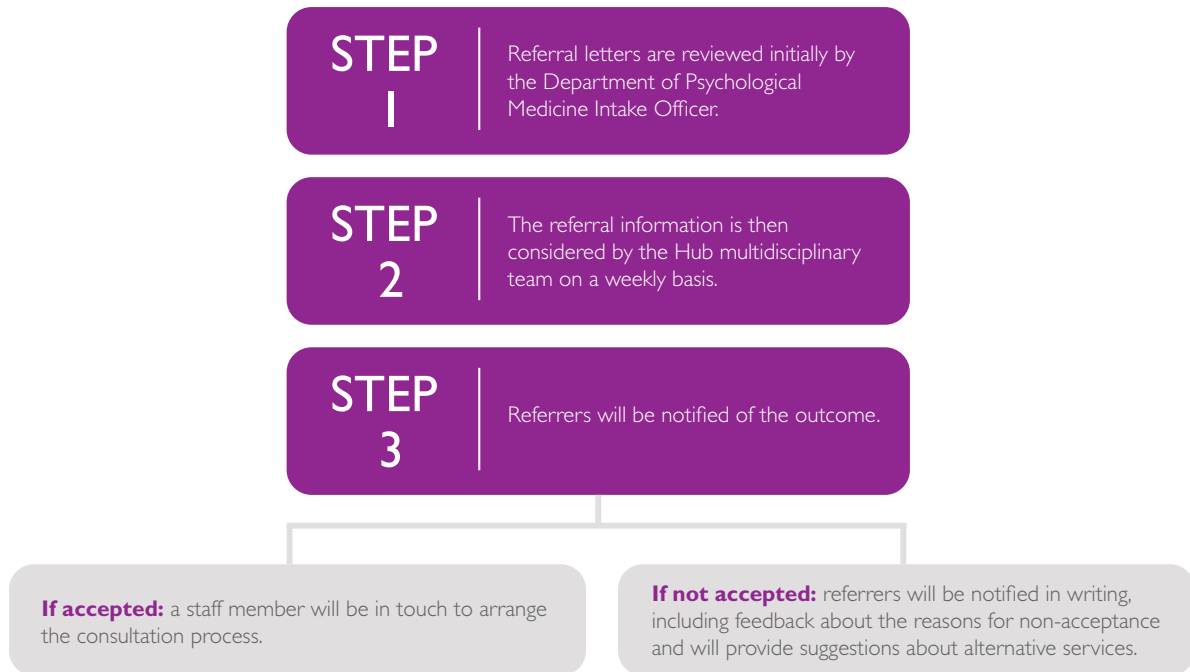 STEP
1
Referral letters are reviewed initially by
the Department of Psychological
Medicine Intake Officer.
STEP
2
The referral information is then
considered by the Hub multidisciplinary
team on a weekly basis.
STEP
3
Referrers will be notified of the outcome.
If accepted: a staff member will be in touch to arrange
the consultation process.
If not accepted: referrers will be notified in writing,
including feedback about the reasons for non-acceptance
and will provide suggestions about alternative services.